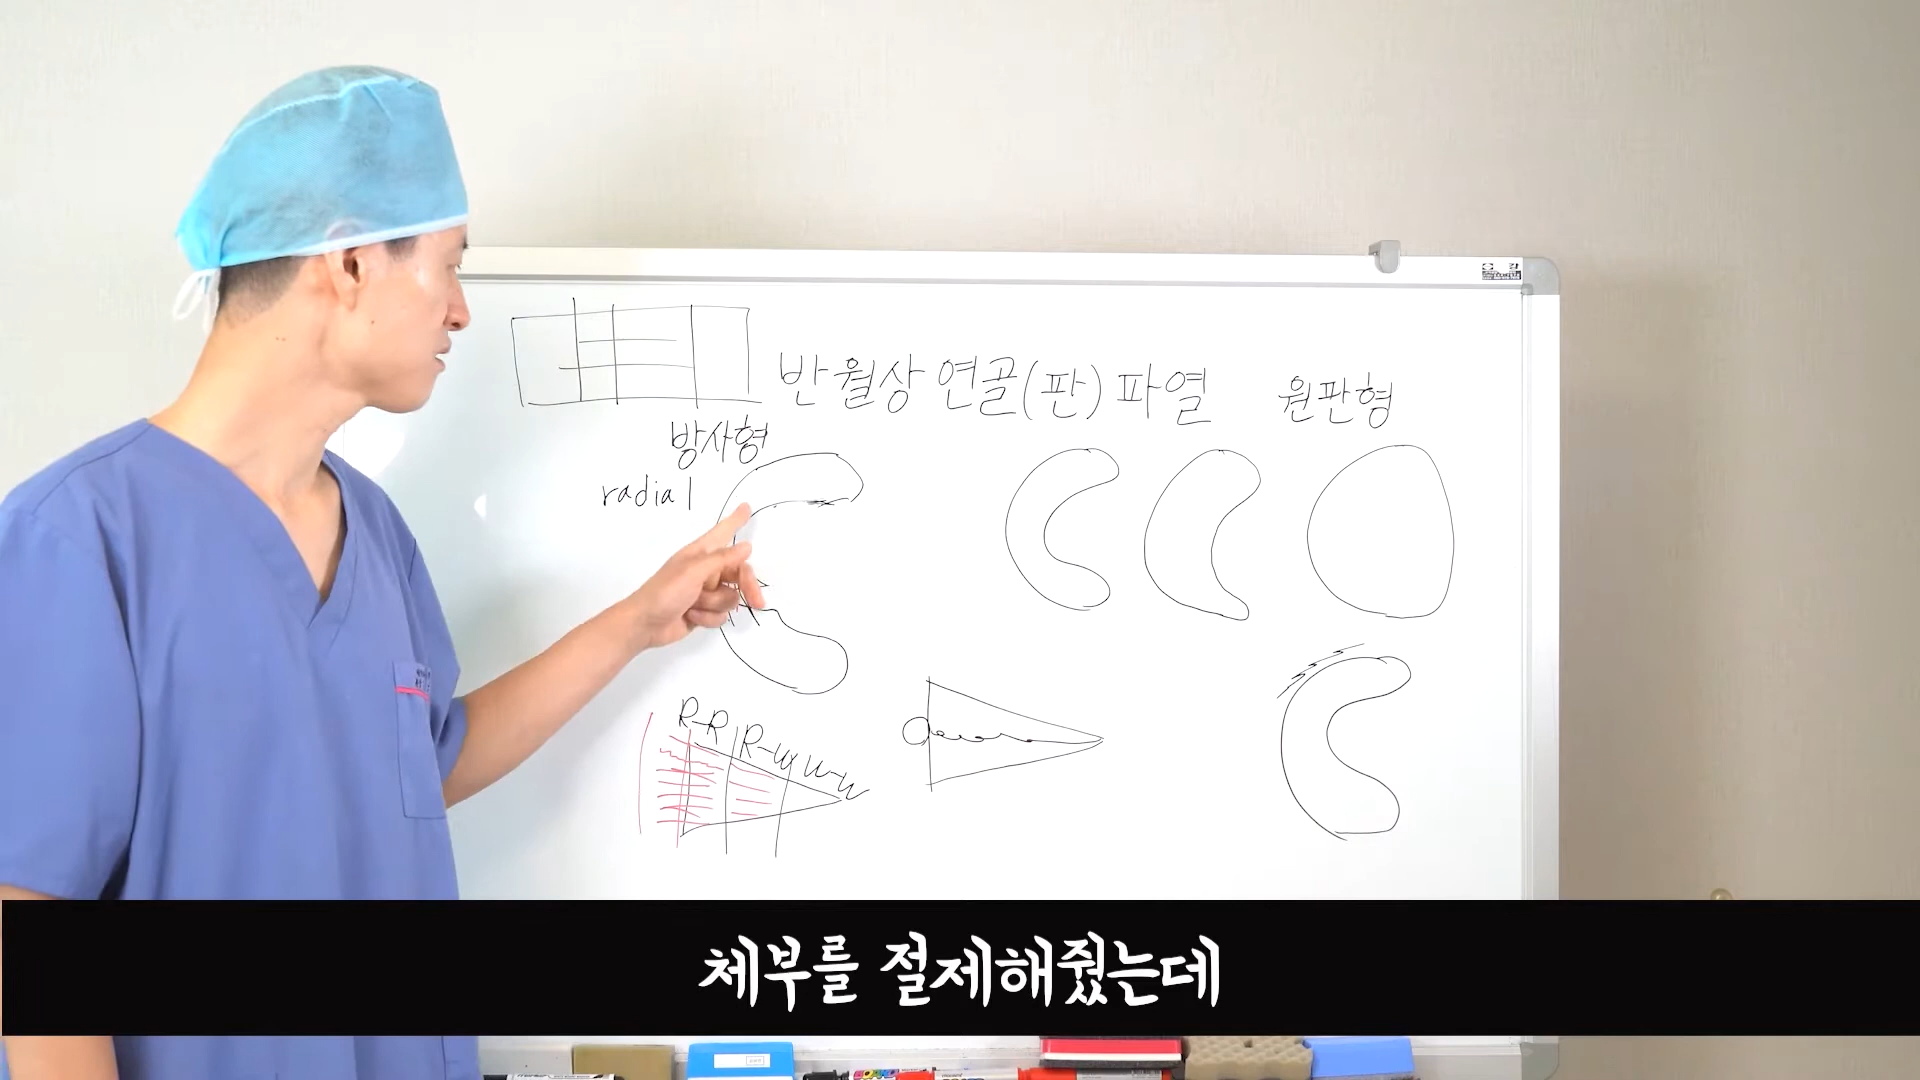 반월상 연골(판) 파열
원판형
방사형
radial
R-R
R-W
W-W
체부를 절제해줬는데